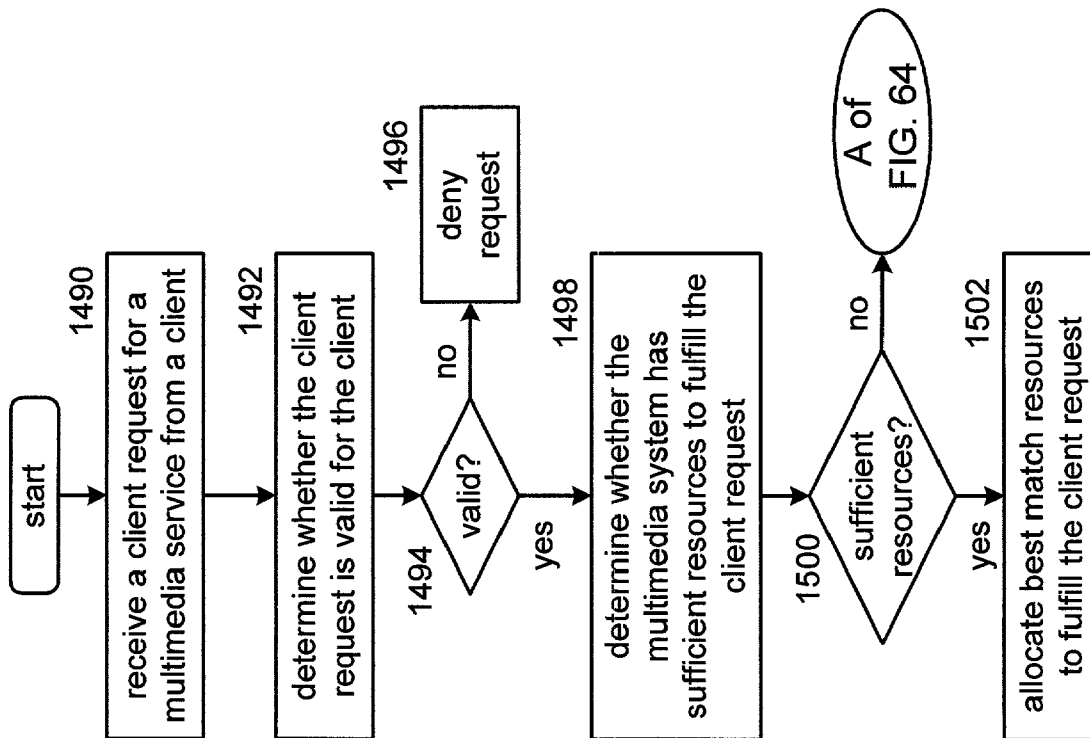 start
1490
receive a client request for a
multimedia service from a client
1492
determine whether the client
request is valid for the client
1494
valid?
no
1496
deny
request
yes
1498
determine whether the
multimedia system has
sufficient resources to fulfill the
client request
1500
sufficient
resources?
no
A of
FIG. 64
yes
1502
allocate best match resources
to fulfill the client request